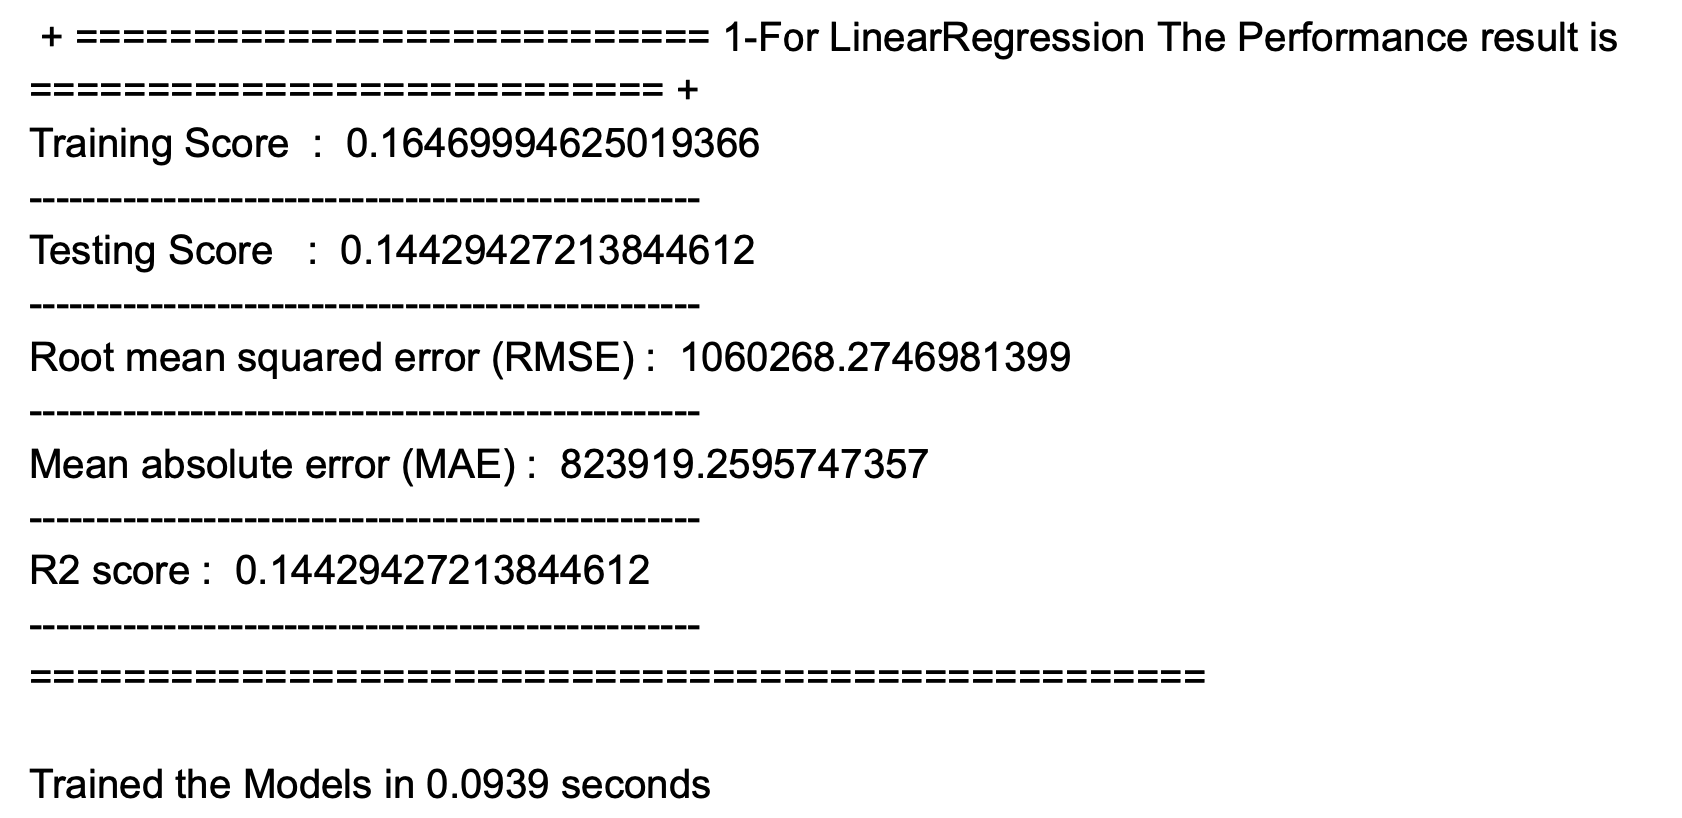 + =========================== 1-For LinearRegression The Performance result is
=========================== +
Training Score  :  0.16469994625019366
--------------------------------------------------
Testing Score   :  0.14429427213844612
--------------------------------------------------
Root mean squared error (RMSE) :  1060268.2746981399
--------------------------------------------------
Mean absolute error (MAE) :  823919.2595747357
--------------------------------------------------
R2 score :  0.14429427213844612
--------------------------------------------------
==================================================
Trained the Models in 0.0939 seconds